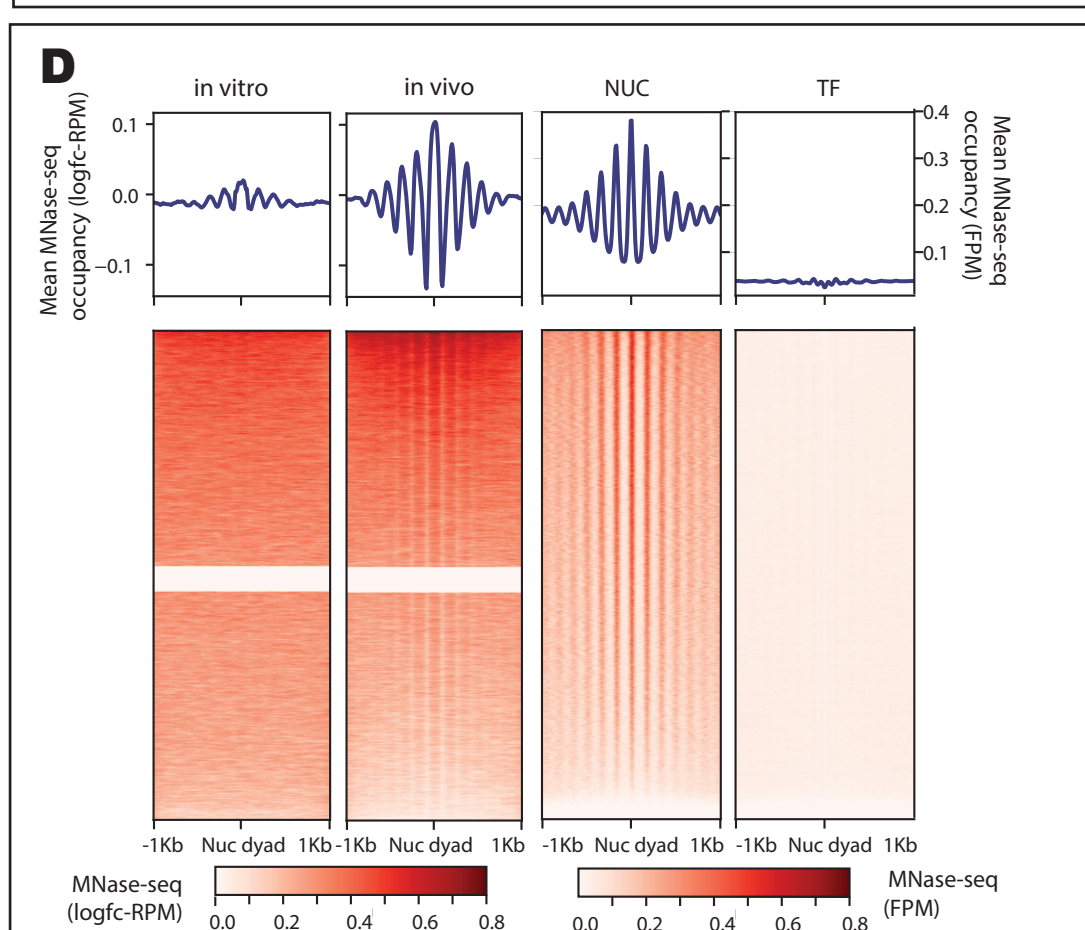 D
in vitro
in vivo
NUC
TF
Mean MNase-seq
occupancy (logfc-RPM)
0.1
0.0
−0.1
0.4
0.3
0.2
0.1
Mean MNase-seq
occupancy (FPM)
-1Kb Nuc dyad 1Kb
-1Kb Nuc dyad 1Kb
-1Kb Nuc dyad 1Kb
-1Kb Nuc dyad 1Kb
MNase-seq
(logfc-RPM)
0.0 0.2 0.4 0.6 0.8
MNase-seq
(FPM)
0.0 0.2 0.4 0.6 0.8